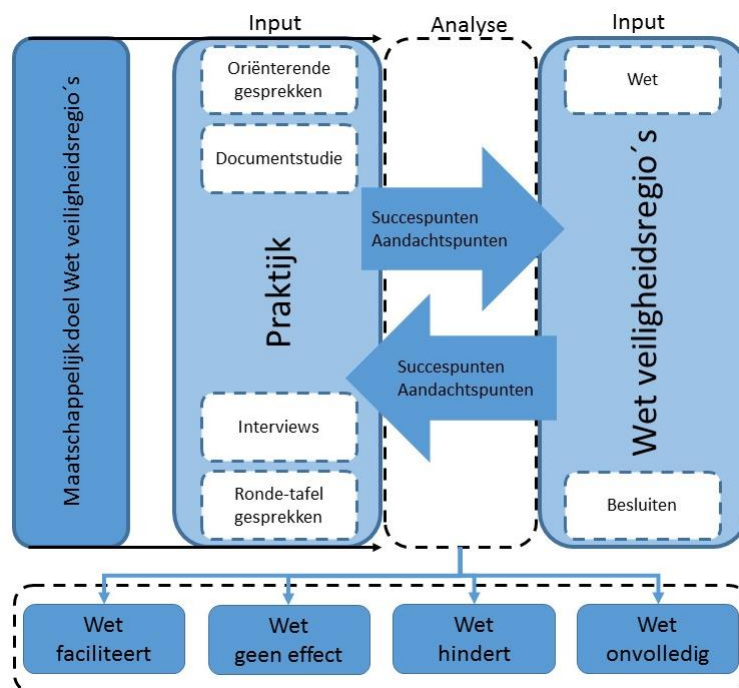 Input
Analyse
Input
Maatschappelijk doel Wet veiligheidsregio´s
Oriënterende
gesprekken
Documentstudie
Praktijk
Interviews
Ronde-tafel
gesprekken
Succespunten
Aandachtspunten
Succespunten
Aandachtspunten
Wet
Wet veiligheidsregio´s
Besluiten
Wet
faciliteert
Wet
geen effect
Wet
hindert
Wet
onvolledig